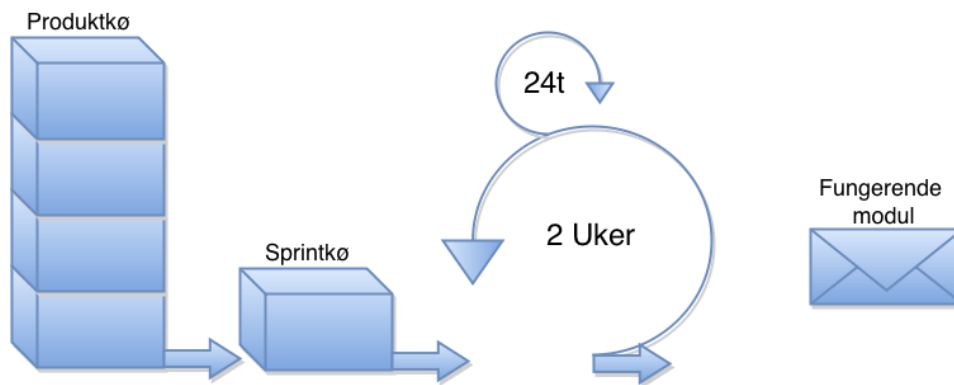 Produktkø
24t
2 Uker
Sprintkø
Fungerende
modul